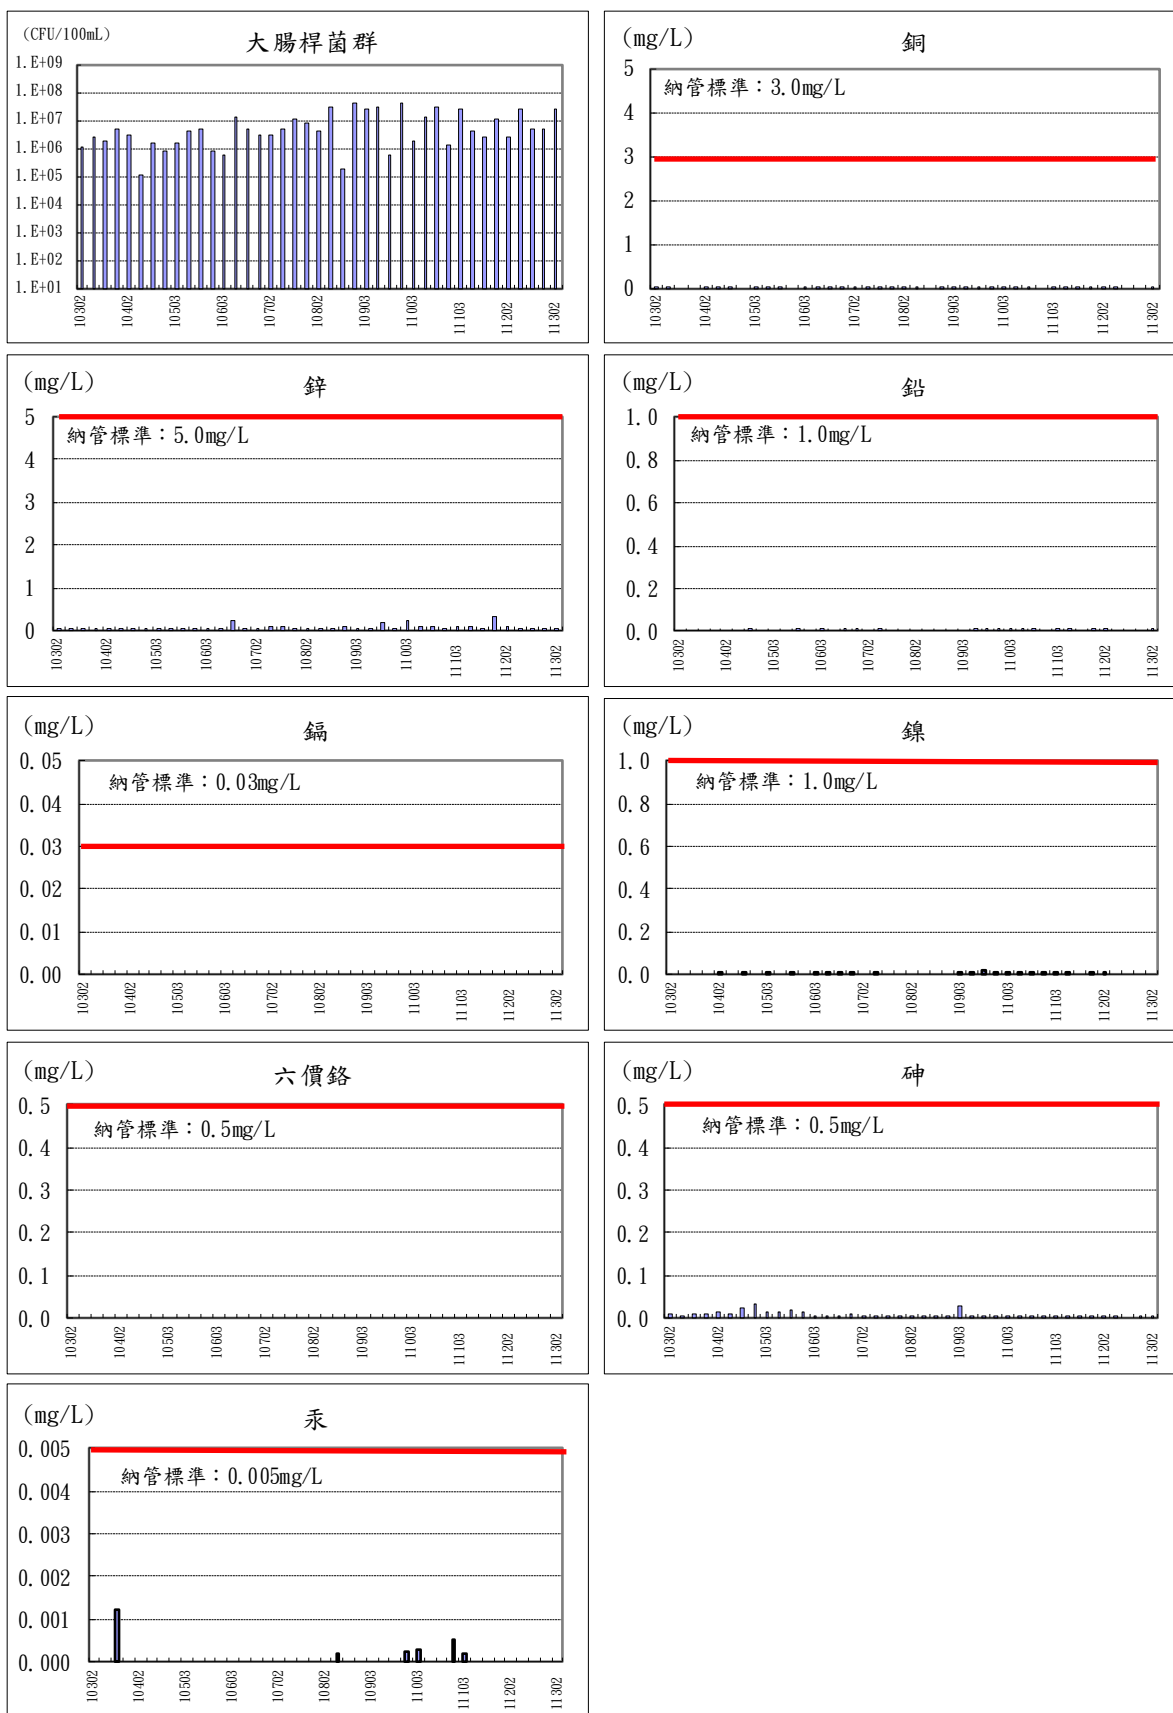 (CFU/100mL)
大腸桿菌群
1.E+09
1.E+08
1.E+07
1.E+06
1.E+05
1.E+04
1.E+03
1.E+02
1.E+01
10302 10402 10503 10603 10702 10802 10903 11003 11103 11202 11302
(mg/L)
銅
5
納管標準：3.0mg/L
4
3
2
1
0
10302 10402 10503 10603 10702 10802 10903 11003 11103 11202 11302
(mg/L)
鋅
5
納管標準：5.0mg/L
4
3
2
1
0
10302 10402 10503 10603 10702 10802 10903 11003 11103 11202 11302
(mg/L)
鉛
1.0
納管標準：1.0mg/L
0.8
0.6
0.4
0.2
0.0
10302 10402 10503 10603 10702 10802 10903 11003 11103 11202 11302
(mg/L)
鎘
0.05
納管標準：0.03mg/L
0.04
0.03
0.02
0.01
0.00
10302 10402 10503 10603 10702 10802 10903 11003 11103 11202 11302
(mg/L)
鎳
1.0
納管標準：1.0mg/L
0.8
0.6
0.4
0.2
0.0
10302 10402 10503 10603 10702 10802 10903 11003 11103 11202 11302
(mg/L)
六價鉻
0.5
納管標準：0.5mg/L
0.4
0.3
0.2
0.1
0.0
10302 10402 10503 10603 10702 10802 10903 11003 11103 11202 11302
(mg/L)
砷
0.5
納管標準：0.5mg/L
0.4
0.3
0.2
0.1
0.0
10302 10402 10503 10603 10702 10802 10903 11003 11103 11202 11302
(mg/L)
汞
0.005
納管標準：0.005mg/L
0.004
0.003
0.002
0.001
0.000
10302 10402 10503 10603 10702 10802 10903 11003 11103 11202 11302